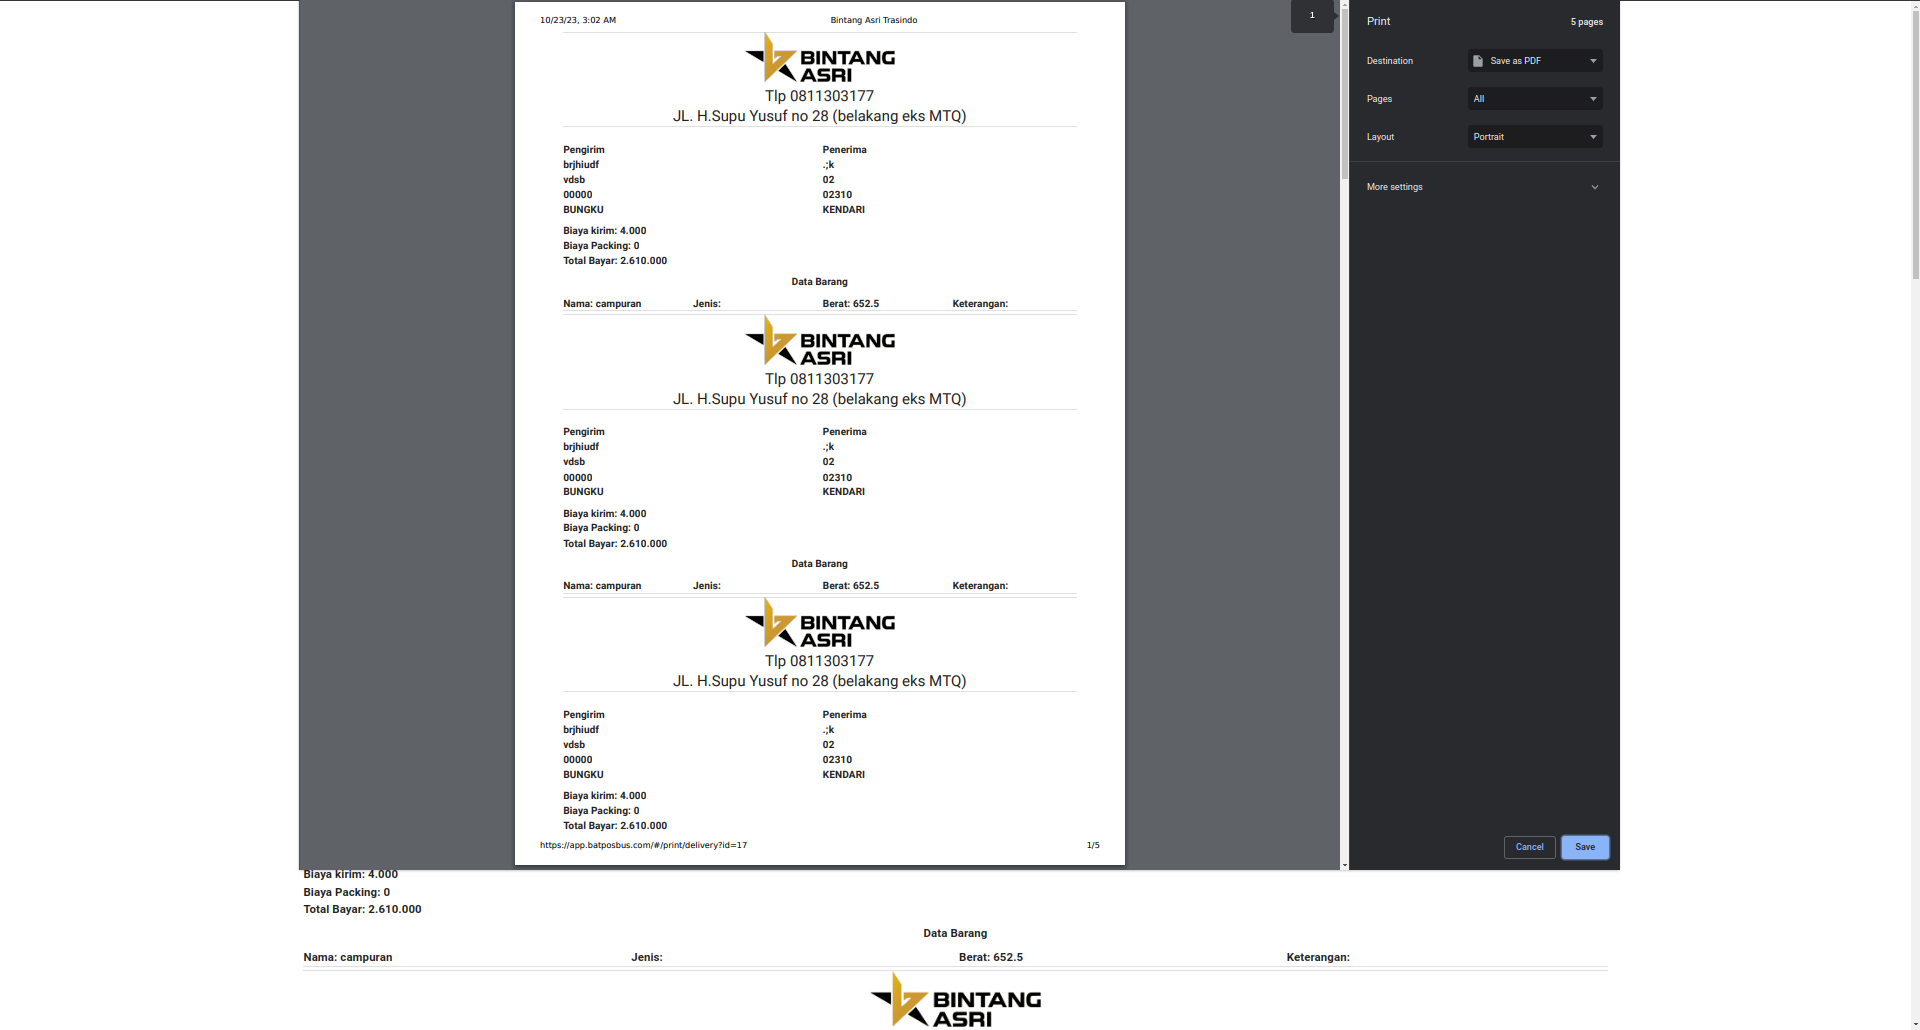 10/23/23, 3:02 AM Bintang Asri Trasindo
BINTANG
ASRI
Tlp 0811303177
JL. H.Supu Yusuf no 28 (belakang eks MTQ)
Pengirim Penerima
brjhiudf .;k
vdsb 02
00000 02310
BUNGKU KENDARI
Biaya kirim: 4.000
Biaya Packing: 0
Total Bayar: 2.610.000
Data Barang
Nama: campuran Jenis: Berat: 652.5 Keterangan:
BINTANG
ASRI
Tlp 0811303177
JL. H.Supu Yusuf no 28 (belakang eks MTQ)
Pengirim Penerima
brjhiudf .;k
vdsb 02
00000 02310
BUNGKU KENDARI
Biaya kirim: 4.000
Biaya Packing: 0
Total Bayar: 2.610.000
Data Barang
Nama: campuran Jenis: Berat: 652.5 Keterangan:
BINTANG
ASRI
Tlp 0811303177
JL. H.Supu Yusuf no 28 (belakang eks MTQ)
Pengirim Penerima
brjhiudf .;k
vdsb 02
00000 02310
BUNGKU KENDARI
Biaya kirim: 4.000
Biaya Packing: 0
Total Bayar: 2.610.000
https://app.batposbus.com/#/print/delivery?id=17 1/5
1
Print 5 pages
Destination Save as PDF
Pages All
Layout Portrait
More settings
Cancel Save
Biaya kirim: 4.000
Biaya Packing: 0
Total Bayar: 2.610.000
Data Barang
Nama: campuran Jenis: Berat: 652.5 Keterangan:
BINTANG
ASRI